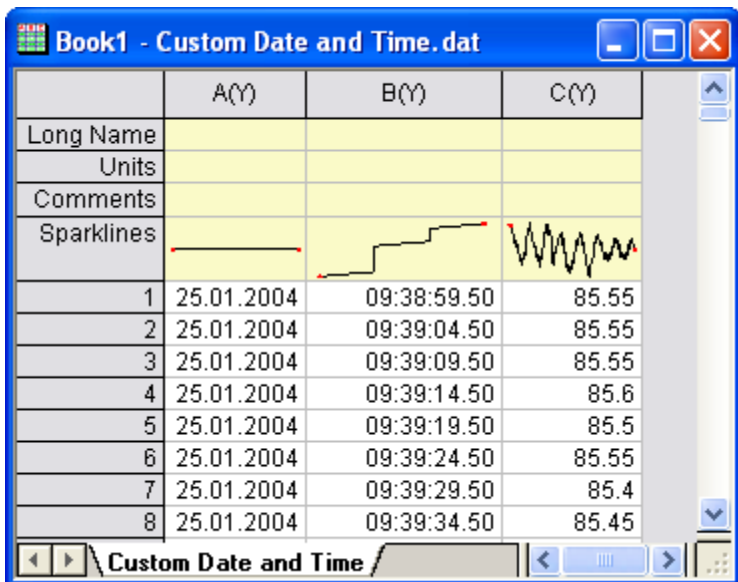 Book1 - Custom Date and Time.dat
A(Y) B(Y) C(Y)
Long Name
Units
Comments
Sparklines
1 25.01.2004 09:38:59.50 85.55
2 25.01.2004 09:39:04.50 85.55
3 25.01.2004 09:39:09.50 85.55
4 25.01.2004 09:39:14.50 85.6
5 25.01.2004 09:39:19.50 85.5
6 25.01.2004 09:39:24.50 85.55
7 25.01.2004 09:39:29.50 85.4
8 25.01.2004 09:39:34.50 85.45
Custom Date and Time